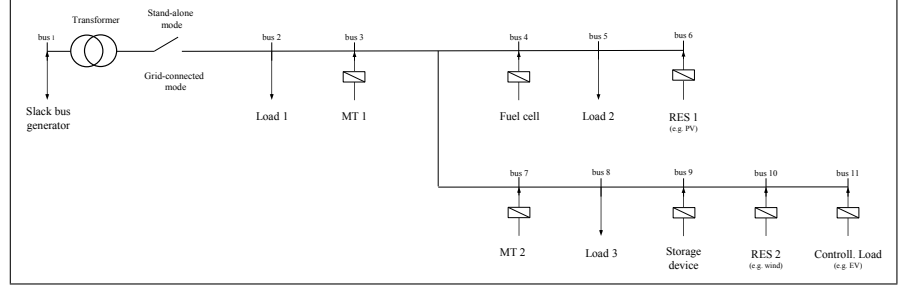 Transformer
Stand-alone
mode
bus 1
bus 2
bus 3
bus 4
bus 5
bus 6
Grid-connected
mode
Slack bus
generator
Load 1
MT 1
Fuel cell
Load 2
RES 1
(e.g. PV)
bus 7
bus 8
bus 9
bus 10
bus 11
MT 2
Load 3
Storage
device
RES 2
(e.g. wind)
Controll. Load
(e.g. EV)